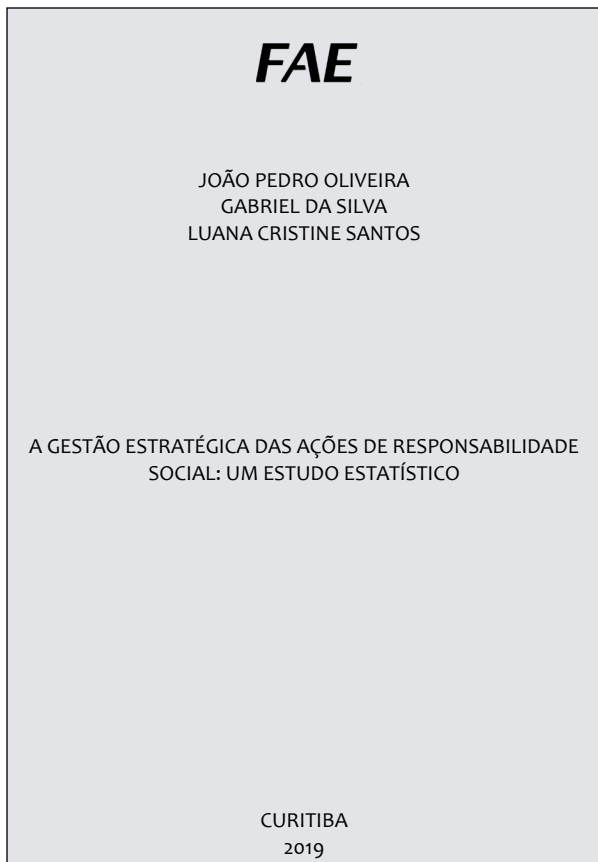 FAE
JOÃO PEDRO OLIVEIRA
GABRIEL DA SILVA
LUANA CRISTINE SANTOS
A GESTÃO ESTRATÉGICA DAS AÇÕES DE RESPONSABILIDADE
SOCIAL: UM ESTUDO ESTATÍSTICO
CURITIBA
2019